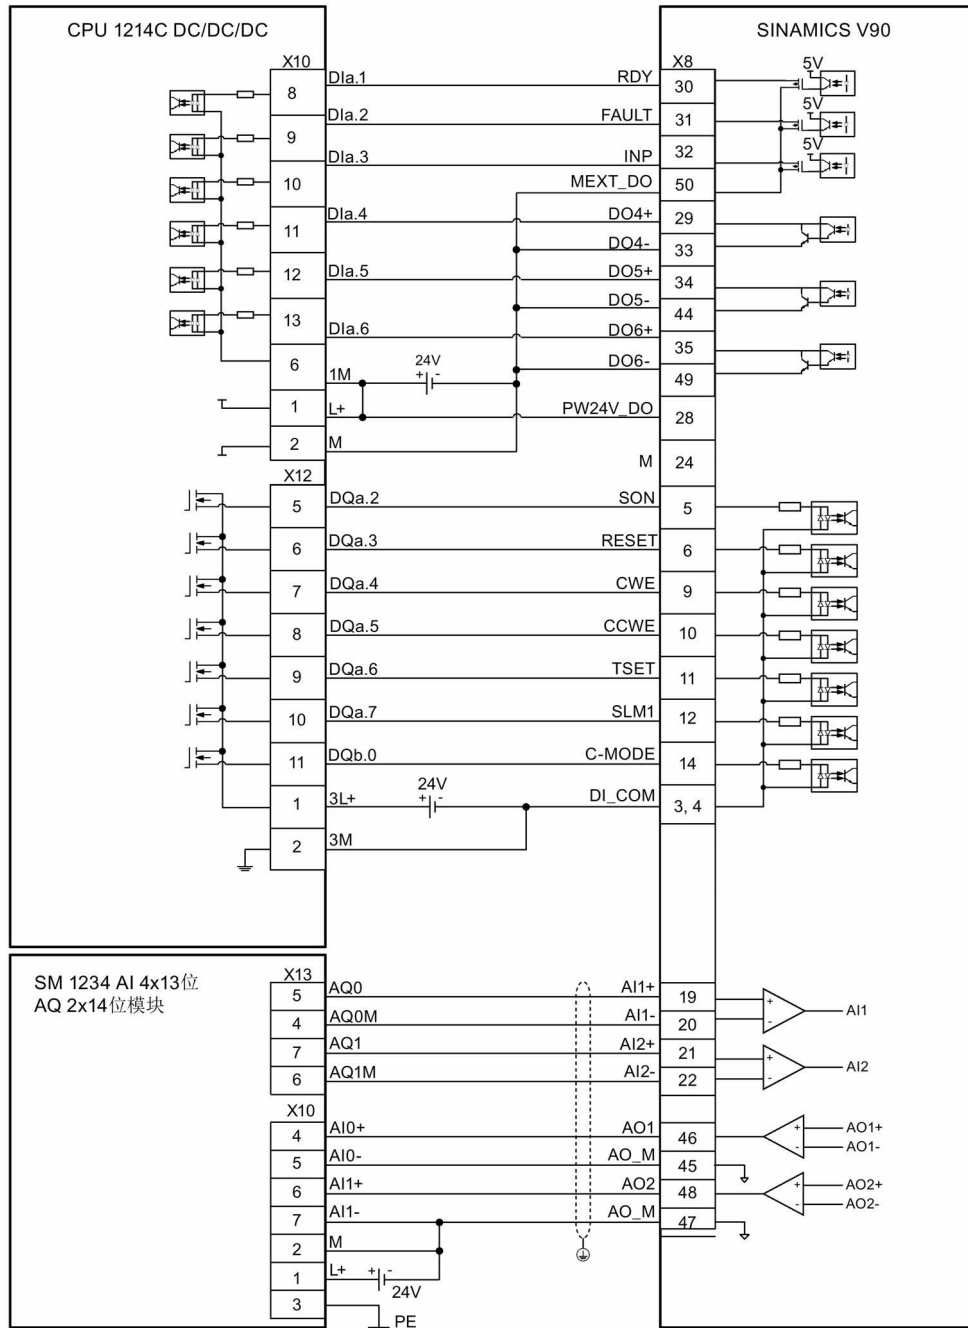 CPU 1214C DC/DC/DC
SINAMICS V90
X10
X8
8 DIa.1 RDY 30 5V
9 DIa.2 FAULT 31 5V
10 DIa.3 INP 32 5V
MEXT_DO 50
11 DIa.4 DO4+ 29
DO4- 33
12 DIa.5 DO5+ 34
DO5- 44
13 DIa.6 DO6+ 35
6 1M 24V + - DO6- 49
1 L+ PW24V_DO 28
2 M
M 24
X12
5 DQa.2 SON 5
6 DQa.3 RESET 6
7 DQa.4 CWE 9
8 DQa.5 CCWE 10
9 DQa.6 TSET 11
10 DQa.7 SLM1 12
11 DQb.0 C-MODE 14
1 3L+ 24V + - DI_COM 3, 4
2 3M
SM 1234 AI 4x13位
AQ 2x14位模块
X13
5 AQ0 AI1+ 19 +
4 AQ0M AI1- 20 - AI1
7 AQ1 AI2+ 21 +
6 AQ1M AI2- 22 - AI2
X10
4 AI0+ AO1 46 + AO1+
5 AI0- AO_M 45 - AO1-
6 AI1+ AO2 48 + AO2+
7 AI1- AO_M 47 - AO2-
2 M
1 L+ + - 24V
3 PE